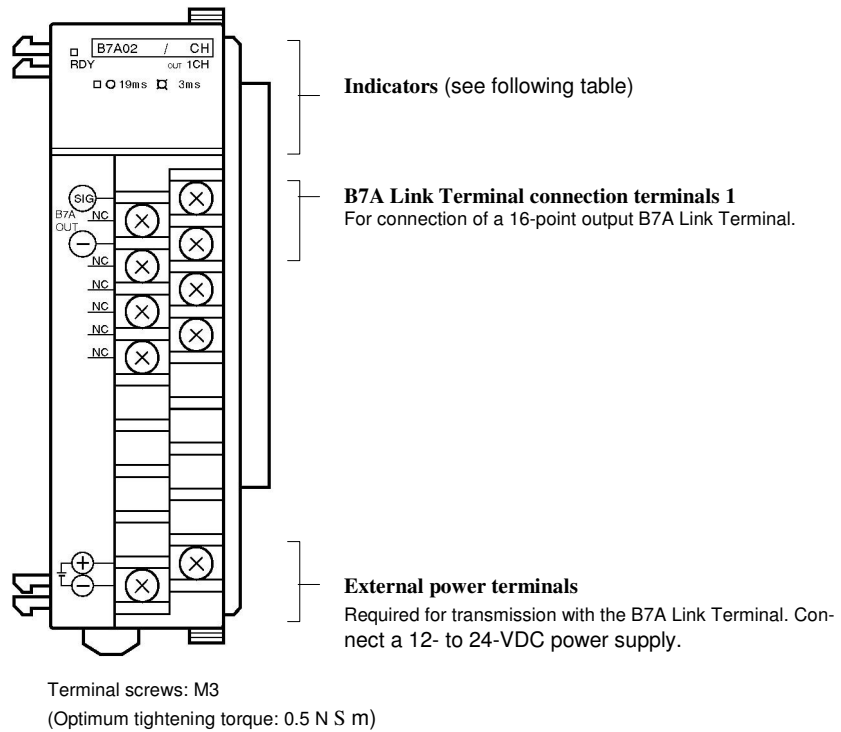 B7A02 / CH
RDY OUT 1CH
19ms 3ms
Indicators (see following table)
B7A Link Terminal connection terminals 1
For connection of a 16-point output B7A Link Terminal.
SIG
B7A
OUT
NC
−
NC
NC
NC
NC
NC
+
−
External power terminals
Required for transmission with the B7A Link Terminal. Con-
nect a 12- to 24-VDC power supply.
Terminal screws: M3
(Optimum tightening torque: 0.5 N S m)